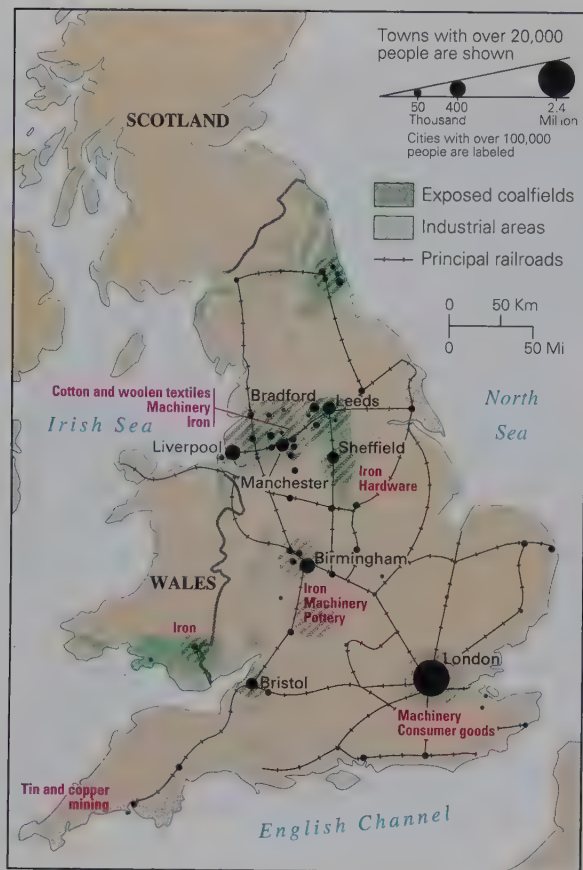 Towns with over 20,000
people are shown
50
400
2.4
Thousand
Million
Cities with over 100,000
people are labeled
Exposed coalfields
Industrial areas
Principal railroads
0 50 Km
0 50 Mi
SCOTLAND
North
Sea
Irish Sea
Cotton and woolen textiles
Machinery
Iron
Bradford
Leeds
Liverpool
Manchester
Sheffield
Iron
Hardware
Birmingham
Iron
Machinery
Pottery
WALES
Iron
Bristol
London
Machinery
Consumer goods
Tin and copper
mining
English Channel